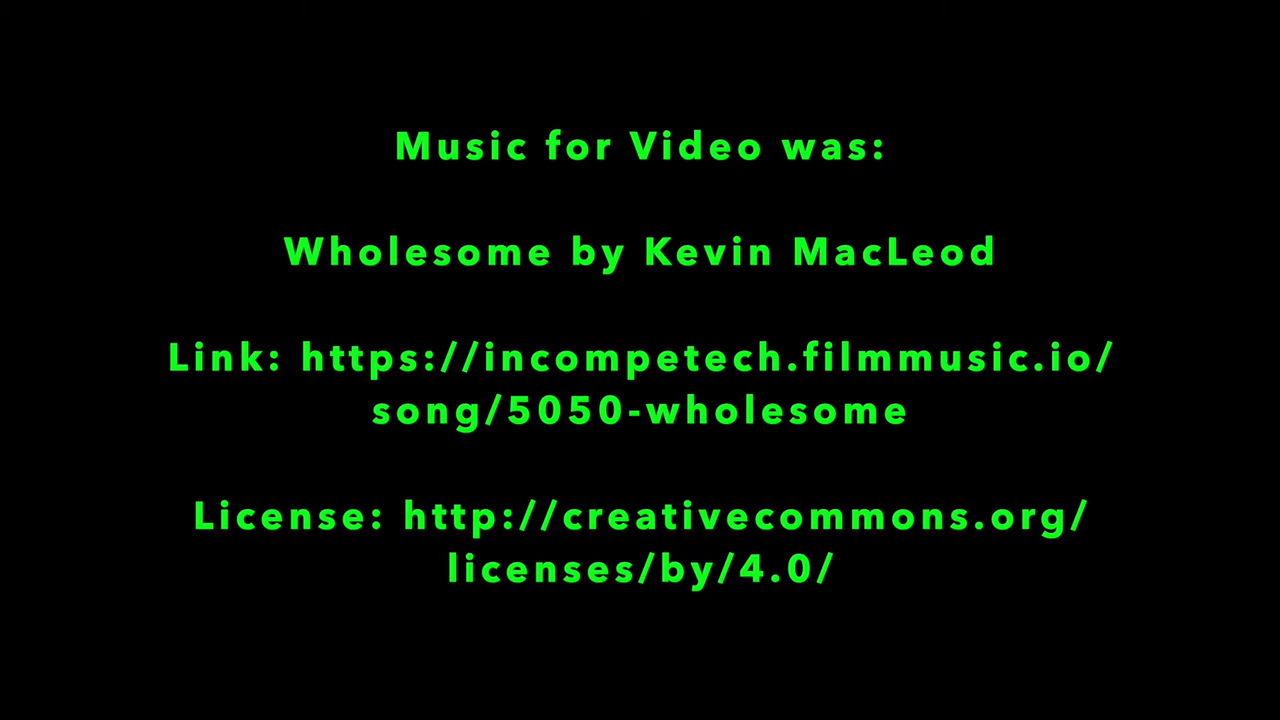 Music for Video was:
Wholesome by Kevin MacLeod
Link: https://incompetech.filmmusic.io/
song/5050-wholesome
License: http://creativecommons.org/
licenses/by/4.0/